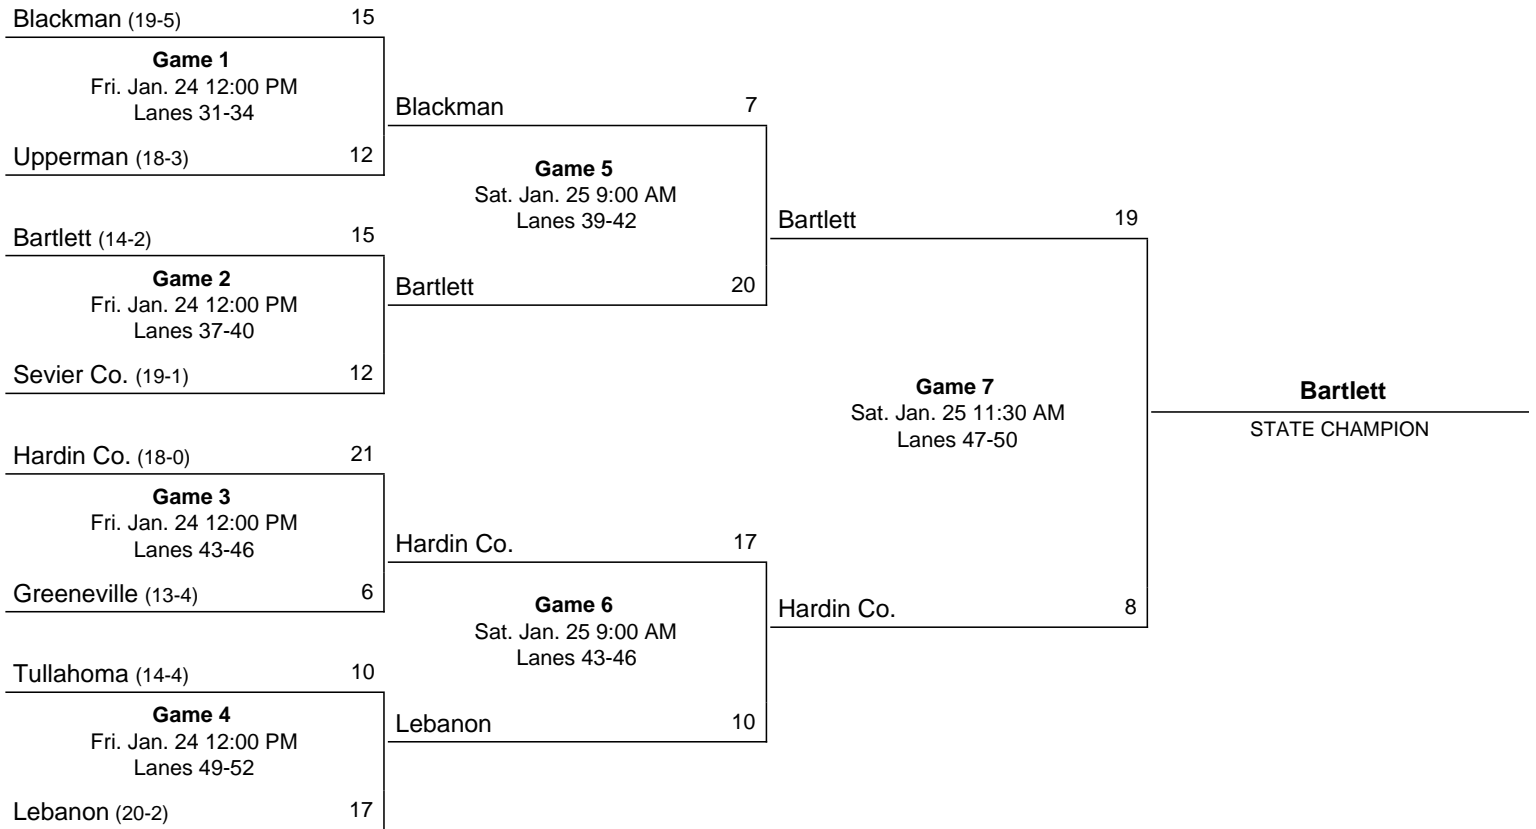 Blackman (19-5) 15
Game 1
Fri. Jan. 24 12:00 PM
Lanes 31-34
Upperman (18-3) 12
Bartlett (14-2) 15
Game 2
Fri. Jan. 24 12:00 PM
Lanes 37-40
Sevier Co. (19-1) 12
Hardin Co. (18-0) 21
Game 3
Fri. Jan. 24 12:00 PM
Lanes 43-46
Greeneville (13-4) 6
Tullahoma (14-4) 10
Game 4
Fri. Jan. 24 12:00 PM
Lanes 49-52
Lebanon (20-2) 17
Blackman 7
Game 5
Sat. Jan. 25 9:00 AM
Lanes 39-42
Bartlett 20
Hardin Co. 17
Game 6
Sat. Jan. 25 9:00 AM
Lanes 43-46
Lebanon 10
Bartlett 19
Game 7
Sat. Jan. 25 11:30 AM
Lanes 47-50
Hardin Co. 8
Bartlett
STATE CHAMPION